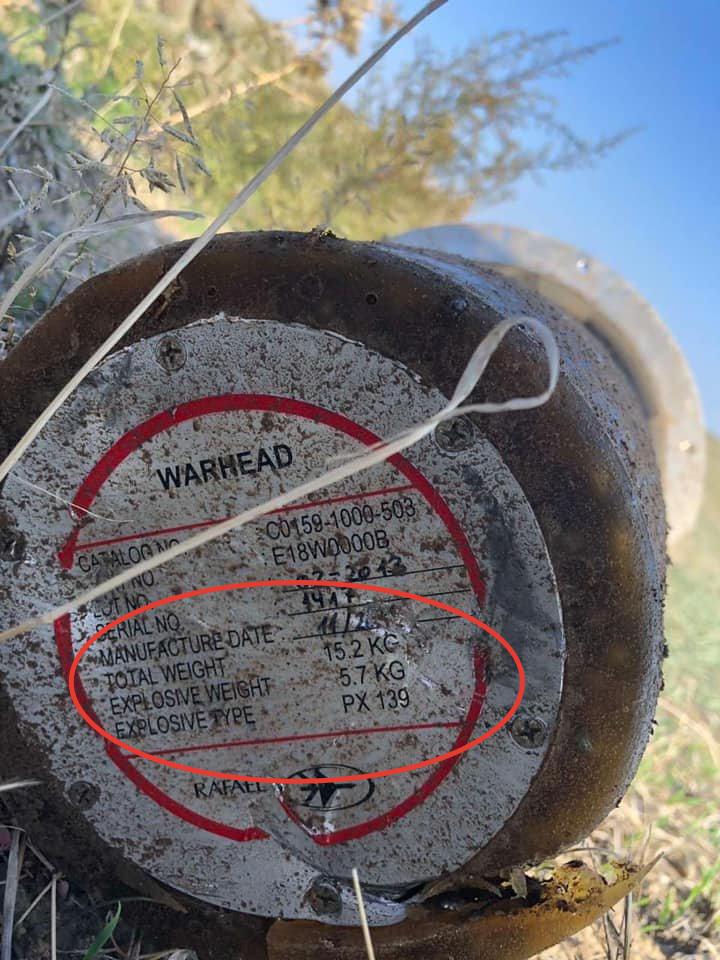 WARHEAD
CATALOG NO C0159-1000-503
NO E18W0000B
LOT NO.
SERIAL NO.
MANUFACTURE DATE
TOTAL WEIGHT 15.2 KG
EXPLOSIVE WEIGHT 5.7 KG
EXPLOSIVE TYPE PX 139
RAFAEL